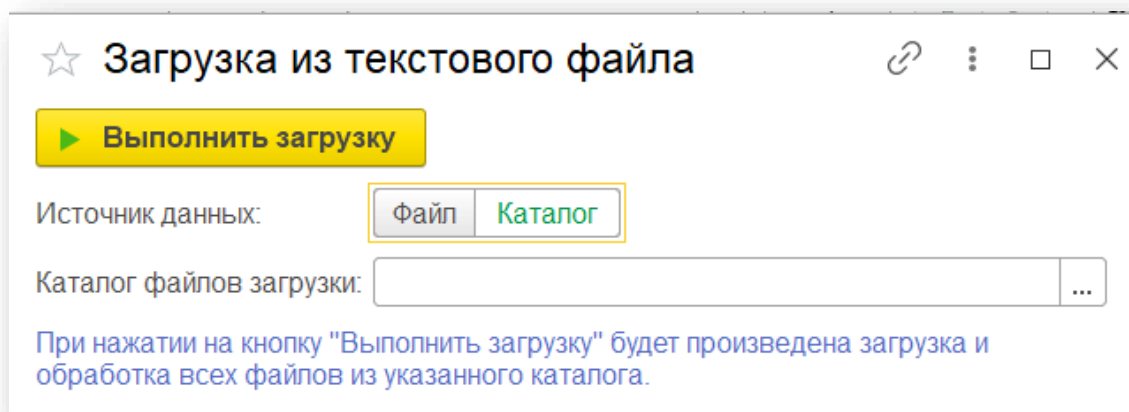 Загрузка из текстового файла
Выполнить загрузку
Источник данных: Файл Каталог
Каталог файлов загрузки: ...
При нажатии на кнопку "Выполнить загрузку" будет произведена загрузка и
обработка всех файлов из указанного каталога.